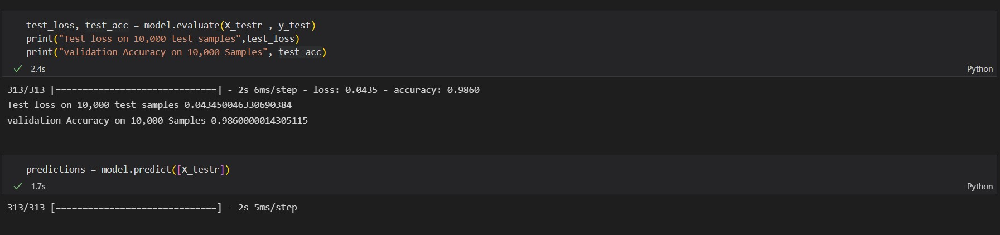 test_loss, test_acc = model.evaluate(X_testr , y_test)
print("Test loss on 10,000 test samples",test_loss)
print("validation Accuracy on 10,000 Samples", test_acc)
2.4s
Python
313/313 [==============================] - 2s 6ms/step - loss: 0.0435 - accuracy: 0.9860
Test loss on 10,000 test samples 0.043450046330690384
validation Accuracy on 10,000 Samples 0.9860000014305115
predictions = model.predict([X_testr])
1.7s
Python
313/313 [==============================] - 2s 5ms/step